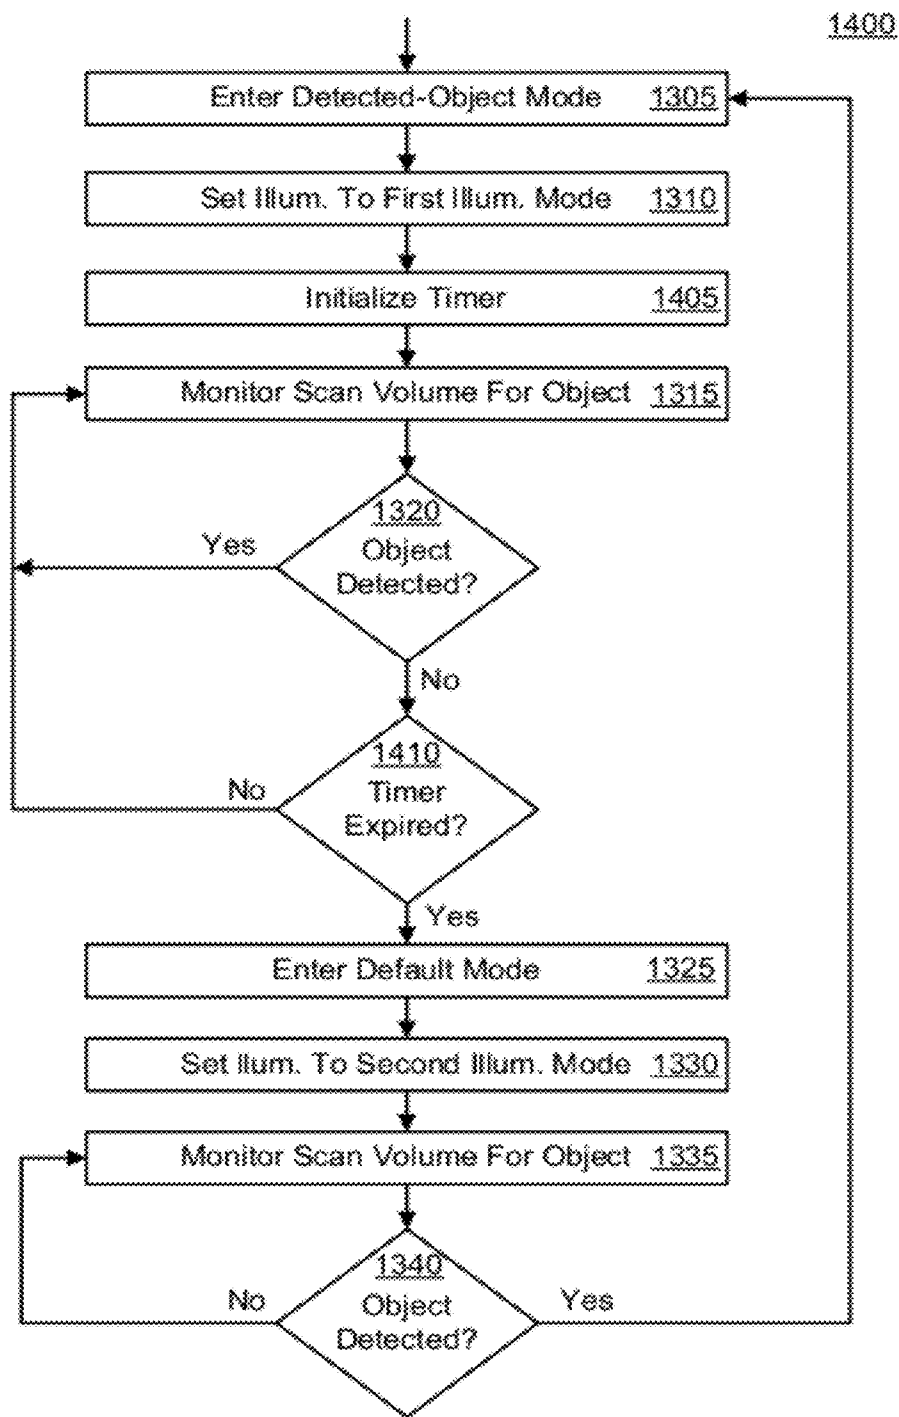 1400
Enter Detected-Object Mode 1305
Set Illum. To First Illum. Mode 1310
Initialize Timer 1405
Monitor Scan Volume For Object 1315
1320
Object
Detected?
Yes
No
1410
Timer
Expired?
No
Yes
Enter Default Mode 1325
Set Ilum. To Second Illum. Mode 1330
Monitor Scan Volume For Object 1335
1340
Object
Detected?
No
Yes